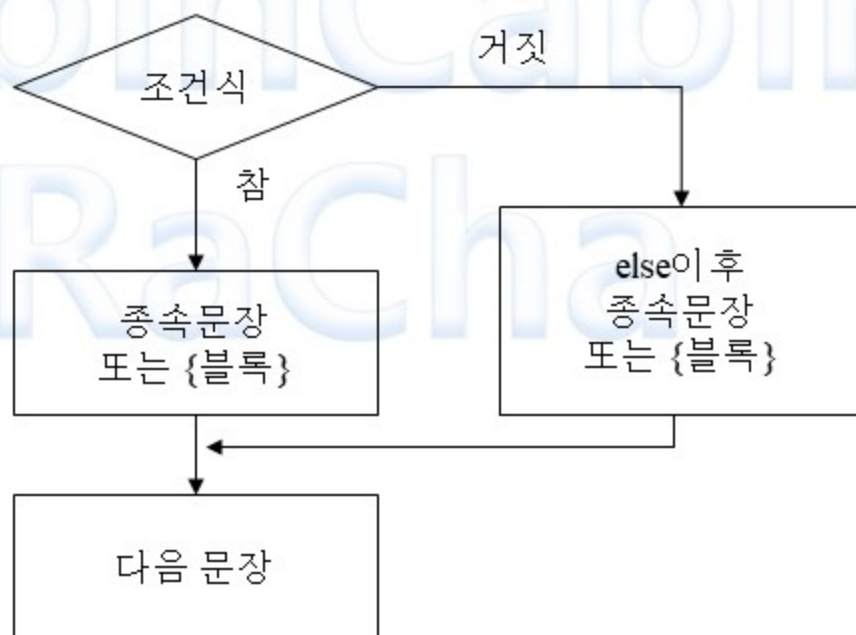 조건식
거짓
참
else이 후
종속문장
또는 {블록}
종속문장
또는 {블록}
다음 문장
RaCha